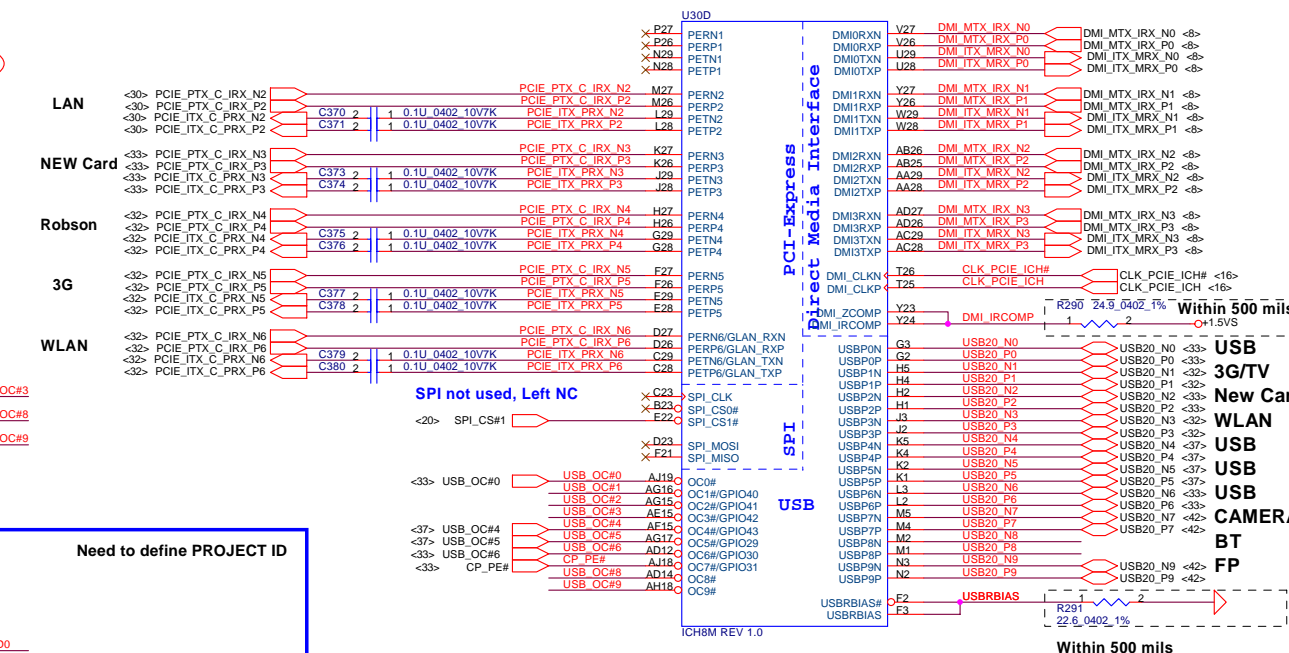 U30D
P27 PERN1 DMI0RXN V27 DMI_MTX_IRX_N0 DMI_MTX_IRX_N0 <8>
P26 PERP1 DMI0RXP V26 DMI_MTX_IRX_P0 DMI_MTX_IRX_P0 <8>
N29 PETN1 DMI0TXN U29 DMI_ITX_MRX_N0 DMI_ITX_MRX_N0 <8>
N28 PETP1 DMI0TXP U28 DMI_ITX_MRX_P0 DMI_ITX_MRX_P0 <8>
LAN
<30> PCIE_PTX_C_IRX_N2 PCIE_PTX_C_IRX_N2 M27 PERN2 DMI1RXN Y27 DMI_MTX_IRX_N1 DMI_MTX_IRX_N1 <8>
<30> PCIE_PTX_C_IRX_P2 PCIE_PTX_C_IRX_P2 M26 PERP2 DMI1RXP Y26 DMI_MTX_IRX_P1 DMI_MTX_IRX_P1 <8>
<30> PCIE_ITX_C_PRX_N2 C370 2 1 0.1U_0402_10V7K PCIE_ITX_PRX_N2 L29 PETN2 DMI1TXN W29 DMI_ITX_MRX_N1 DMI_ITX_MRX_N1 <8>
<30> PCIE_ITX_C_PRX_P2 C371 2 1 0.1U_0402_10V7K PCIE_ITX_PRX_P2 L28 PETP2 DMI1TXP W28 DMI_ITX_MRX_P1 DMI_ITX_MRX_P1 <8>
NEW Card
<33> PCIE_PTX_C_IRX_N3 PCIE_PTX_C_IRX_N3 K27 PERN3 DMI2RXN AB26 DMI_MTX_IRX_N2 DMI_MTX_IRX_N2 <8>
<33> PCIE_PTX_C_IRX_P3 PCIE_PTX_C_IRX_P3 K26 PERP3 DMI2RXP AB25 DMI_MTX_IRX_P2 DMI_MTX_IRX_P2 <8>
<33> PCIE_ITX_C_PRX_N3 C373 2 1 0.1U_0402_10V7K PCIE_ITX_PRX_N3 J29 PETN3 DMI2TXN AA29 DMI_ITX_MRX_N2 DMI_ITX_MRX_N2 <8>
<33> PCIE_ITX_C_PRX_P3 C374 2 1 0.1U_0402_10V7K PCIE_ITX_PRX_P3 J28 PETP3 DMI2TXP AA28 DMI_ITX_MRX_P2 DMI_ITX_MRX_P2 <8>
Robson
<32> PCIE_PTX_C_IRX_N4 PCIE_PTX_C_IRX_N4 H27 PERN4 DMI3RXN AD27 DMI_MTX_IRX_N3 DMI_MTX_IRX_N3 <8>
<32> PCIE_PTX_C_IRX_P4 PCIE_PTX_C_IRX_P4 H26 PERP4 DMI3RXP AD26 DMI_MTX_IRX_P3 DMI_MTX_IRX_P3 <8>
<32> PCIE_ITX_C_PRX_N4 C375 2 1 0.1U_0402_10V7K PCIE_ITX_PRX_N4 G29 PETN4 DMI3TXN AC29 DMI_ITX_MRX_N3 DMI_ITX_MRX_N3 <8>
<32> PCIE_ITX_C_PRX_P4 C376 2 1 0.1U_0402_10V7K PCIE_ITX_PRX_P4 G28 PETP4 DMI3TXP AC28 DMI_ITX_MRX_P3 DMI_ITX_MRX_P3 <8>
PCI-Express
Direct Media Interface
3G
<32> PCIE_PTX_C_IRX_N5 PCIE_PTX_C_IRX_N5 F27 PERN5 DMI_CLKN T26 CLK_PCIE_ICH# CLK_PCIE_ICH# <16>
<32> PCIE_PTX_C_IRX_P5 PCIE_PTX_C_IRX_P5 F26 PERP5 DMI_CLKP T25 CLK_PCIE_ICH CLK_PCIE_ICH <16>
<32> PCIE_ITX_C_PRX_N5 C377 2 1 0.1U_0402_10V7K PCIE_ITX_PRX_N5 E29 PETN5
<32> PCIE_ITX_C_PRX_P5 C378 2 1 0.1U_0402_10V7K PCIE_ITX_PRX_P5 E28 PETP5
DMI_ZCOMP Y23 R290 24.9_0402_1% Within 500 mils
DMI_IRCOMP Y24 DMI_IRCOMP 1 2 +1.5VS
WLAN
<32> PCIE_PTX_C_IRX_N6 PCIE_PTX_C_IRX_N6 D27 PERN6/GLAN_RXN
<32> PCIE_PTX_C_IRX_P6 PCIE_PTX_C_IRX_P6 D26 PERP6/GLAN_RXP
<32> PCIE_ITX_C_PRX_N6 C379 2 1 0.1U_0402_10V7K PCIE_ITX_PRX_N6 C29 PETN6/GLAN_TXN
<32> PCIE_ITX_C_PRX_P6 C380 2 1 0.1U_0402_10V7K PCIE_ITX_PRX_P6 C28 PETP6/GLAN_TXP
USBP0N G3 USB20_N0 USB20_N0 <33> USB
USBP0P G2 USB20_P0 USB20_P0 <33>
USBP1N H5 USB20_N1 USB20_N1 <32> 3G/TV
USBP1P H4 USB20_P1 USB20_P1 <32>
USBP2N H2 USB20_N2 USB20_N2 <33> New Car
USBP2P H1 USB20_P2 USB20_P2 <33>
USBP3N J3 USB20_N3 USB20_N3 <32> WLAN
USBP3P J2 USB20_P3 USB20_P3 <32>
USBP4N K5 USB20_N4 USB20_N4 <37> USB
USBP4P K4 USB20_P4 USB20_P4 <37>
USBP5N K2 USB20_N5 USB20_N5 <37> USB
USBP5P K1 USB20_P5 USB20_P5 <37>
USBP6N L3 USB20_N6 USB20_N6 <33> USB
USBP6P L2 USB20_P6 USB20_P6 <33>
USBP7N M5 USB20_N7 USB20_N7 <42> CAMERA
USBP7P M4 USB20_P7 USB20_P7 <42>
USBP8N M2 USB20_N8 BT
USBP8P M1 USB20_P8
USBP9N N3 USB20_N9 USB20_N9 <42> FP
USBP9P N2 USB20_P9 USB20_P9 <42>
OC#3
OC#8
OC#9
SPI not used, Left NC
C23 SPI_CLK
B23 SPI_CS0#
<20> SPI_CS#1 E22 SPI_CS1#
D23 SPI_MOSI
F21 SPI_MISO
SPI
USB
<33> USB_OC#0 USB_OC#0 AJ19 OC0#
USB_OC#1 AG16 OC1#/GPIO40
USB_OC#2 AG15 OC2#/GPIO41
USB_OC#3 AE15 OC3#/GPIO42
<37> USB_OC#4 USB_OC#4 AF15 OC4#/GPIO43
<37> USB_OC#5 USB_OC#5 AG17 OC5#/GPIO29
<33> USB_OC#6 USB_OC#6 AD12 OC6#/GPIO30
<33> CP_PE# CP_PE# AJ18 OC7#/GPIO31
USB_OC#8 AD14 OC8#
USB_OC#9 AH18 OC9#
USBRBIAS# F2 USBRBIAS 1 2
USBRBIAS F3 R291
22.6_0402_1%
ICH8M REV 1.0
Within 500 mils
Need to define PROJECT ID